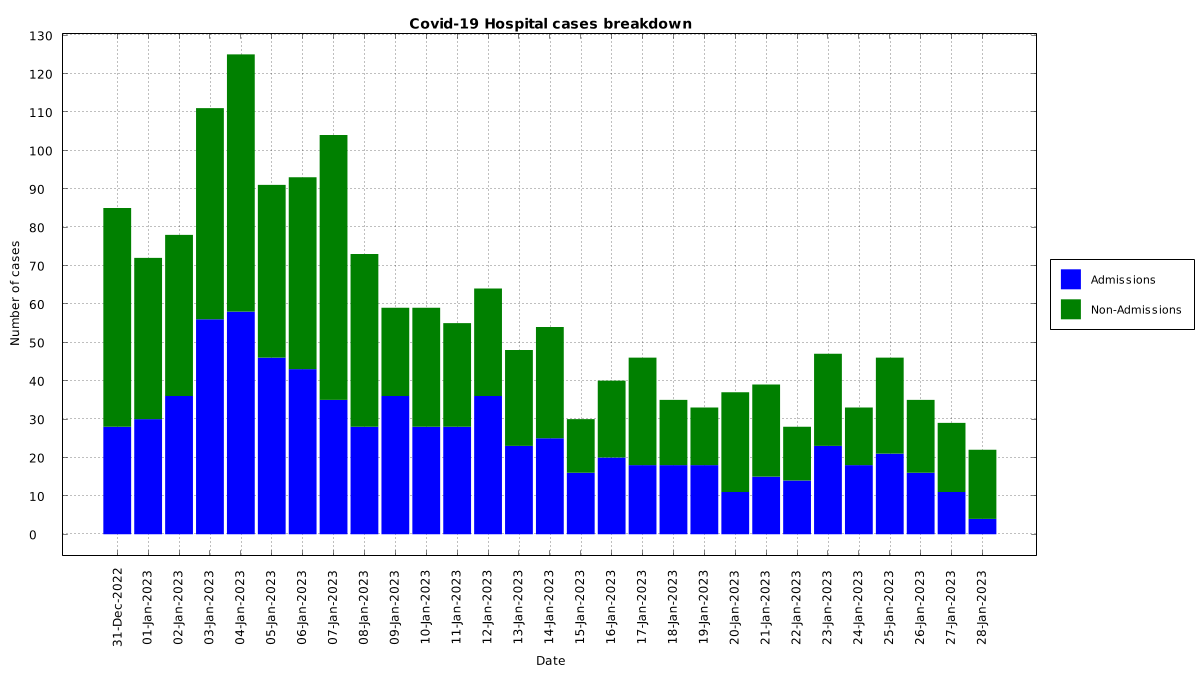 Covid-19 Hospital cases breakdown
130
120
110
100
90
80
70
60
50
40
30
20
10
0
Number of cases
31-Dec-2022
01-Jan-2023
02-Jan-2023
03-Jan-2023
04-Jan-2023
05-Jan-2023
06-Jan-2023
07-Jan-2023
08-Jan-2023
09-Jan-2023
10-Jan-2023
11-Jan-2023
12-Jan-2023
13-Jan-2023
14-Jan-2023
15-Jan-2023
16-Jan-2023
17-Jan-2023
18-Jan-2023
19-Jan-2023
20-Jan-2023
21-Jan-2023
22-Jan-2023
23-Jan-2023
24-Jan-2023
25-Jan-2023
26-Jan-2023
27-Jan-2023
28-Jan-2023
Date
Admissions
Non-Admissions